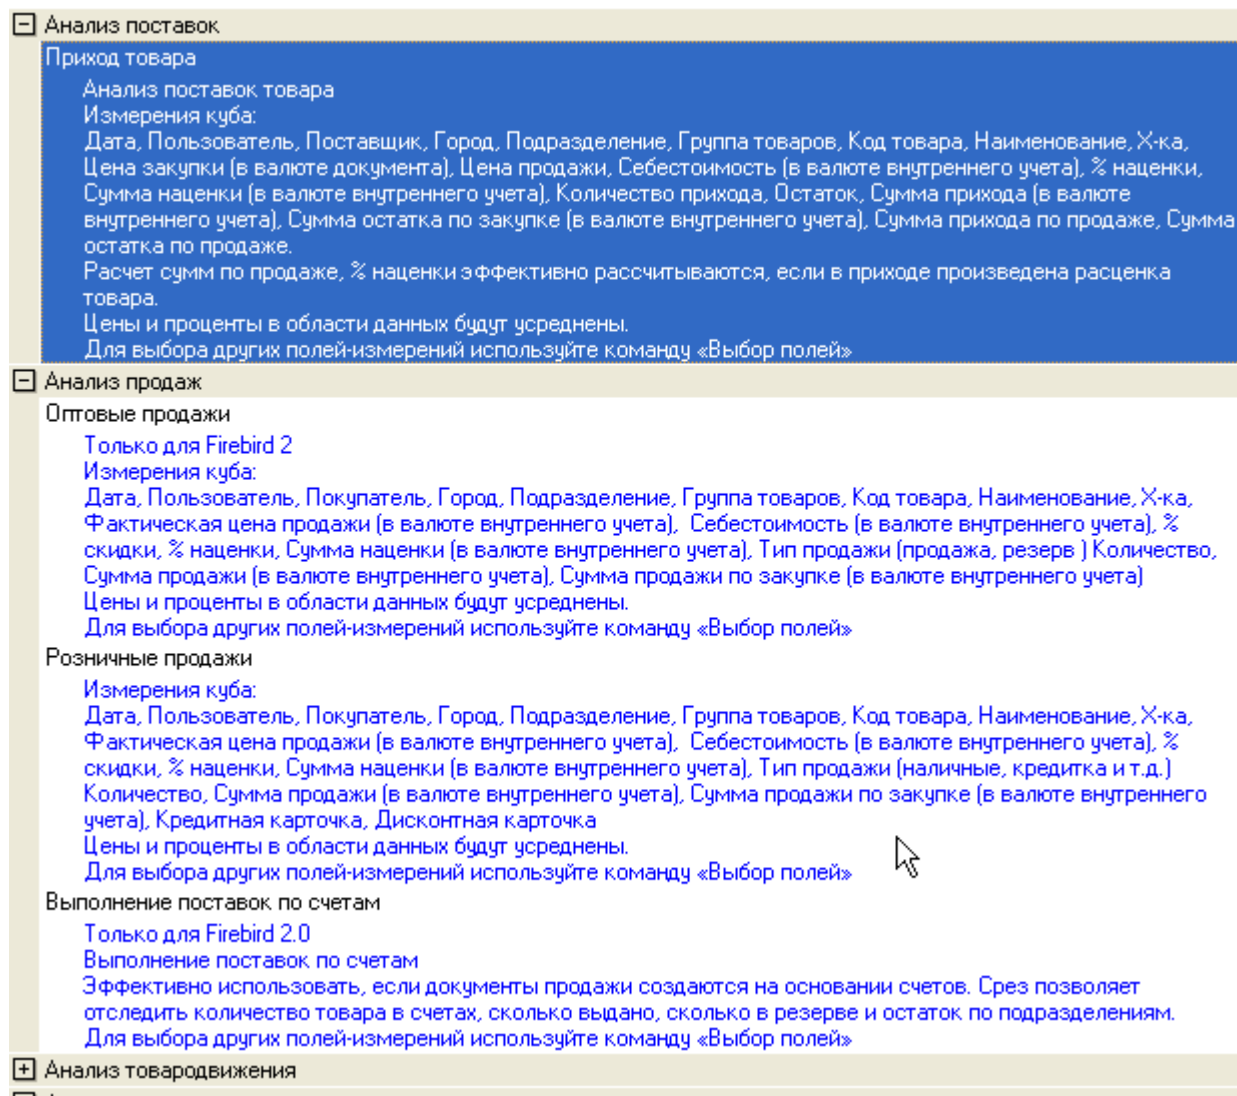 Анализ поставок
Приход товара
Анализ поставок товара
Измерения куба:
Дата, Пользователь, Поставщик, Город, Подразделение, Группа товаров, Код товара, Наименование, Х-ка,
Цена закупки (в валюте документа), Цена продажи, Себестоимость (в валюте внутреннего учета), % наценки,
Сумма наценки (в валюте внутреннего учета), Количество прихода, Остаток, Сумма прихода (в валюте
внутреннего учета), Сумма остатка по закупке (в валюте внутреннего учета), Сумма прихода по продаже, Сумма
остатка по продаже.
Расчет сумм по продаже, % наценки эффективно рассчитываются, если в приходе произведена расценка
товара.
Цены и проценты в области данных будут усреднены.
Для выбора других полей-измерений используйте команду «Выбор полей»
Анализ продаж
Оптовые продажи
Только для Firebird 2
Измерения куба:
Дата, Пользователь, Покупатель, Город, Подразделение, Группа товаров, Код товара, Наименование, Х-ка,
Фактическая цена продажи (в валюте внутреннего учета),  Себестоимость (в валюте внутреннего учета), %
скидки, % наценки, Сумма наценки (в валюте внутреннего учета), Тип продажи (продажа, резерв ) Количество,
Сумма продажи (в валюте внутреннего учета), Сумма продажи по закупке (в валюте внутреннего учета)
Цены и проценты в области данных будут усреднены.
Для выбора других полей-измерений используйте команду «Выбор полей»
Розничные продажи
Измерения куба:
Дата, Пользователь, Покупатель, Город, Подразделение, Группа товаров, Код товара, Наименование, Х-ка,
Фактическая цена продажи (в валюте внутреннего учета),  Себестоимость (в валюте внутреннего учета), %
скидки, % наценки, Сумма наценки (в валюте внутреннего учета), Тип продажи (наличные, кредитка и т.д.)
Количество, Сумма продажи (в валюте внутреннего учета), Сумма продажи по закупке (в валюте внутреннего
учета), Кредитная карточка, Дисконтная карточка
Цены и проценты в области данных будут усреднены.
Для выбора других полей-измерений используйте команду «Выбор полей»
Выполнение поставок по счетам
Только для Firebird 2.0
Выполнение поставок по счетам
Эффективно использовать, если документы продажи создаются на основании счетов. Срез позволяет
отследить количество товара в счетах, сколько выдано, сколько в резерве и остаток по подразделениям.
Для выбора других полей-измерений используйте команду «Выбор полей»
Анализ товародвижения